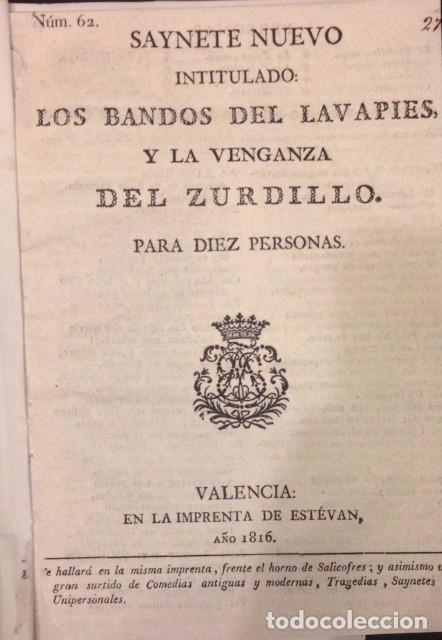 Núm. 62.
27
SAYNETE NUEVO
INTITULADO:
LOS BANDOS DEL LAVAPIES,
Y LA VENGANZA
DEL ZURDILLO.
PARA DIEZ PERSONAS.
VALENCIA:
EN LA IMPRENTA DE ESTÉVAN,
AÑO 1816.
e hallará en la misma imprenta, frente el horno de Salicofres; y asimismo
gran surtido de Comedias antiguas y modernas, Tragedias, Saynetes
Unipersonales.
todocoleccion.net